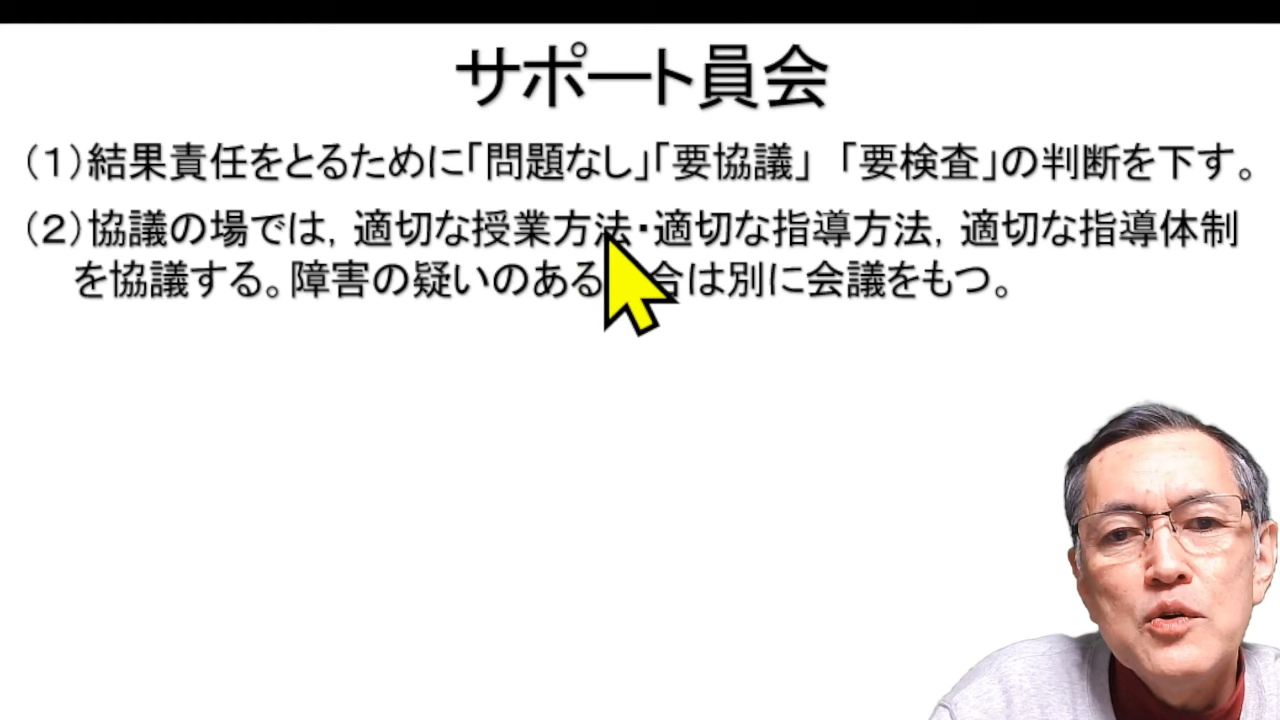 サポート員会
（１）結果責任をとるために「問題なし」「要協議」 「要検査」の判断を下す。
（２）協議の場では，適切な授業方法・適切な指導方法，適切な指導体制
を協議する。障害の疑いのある 合は別に会議をもつ。